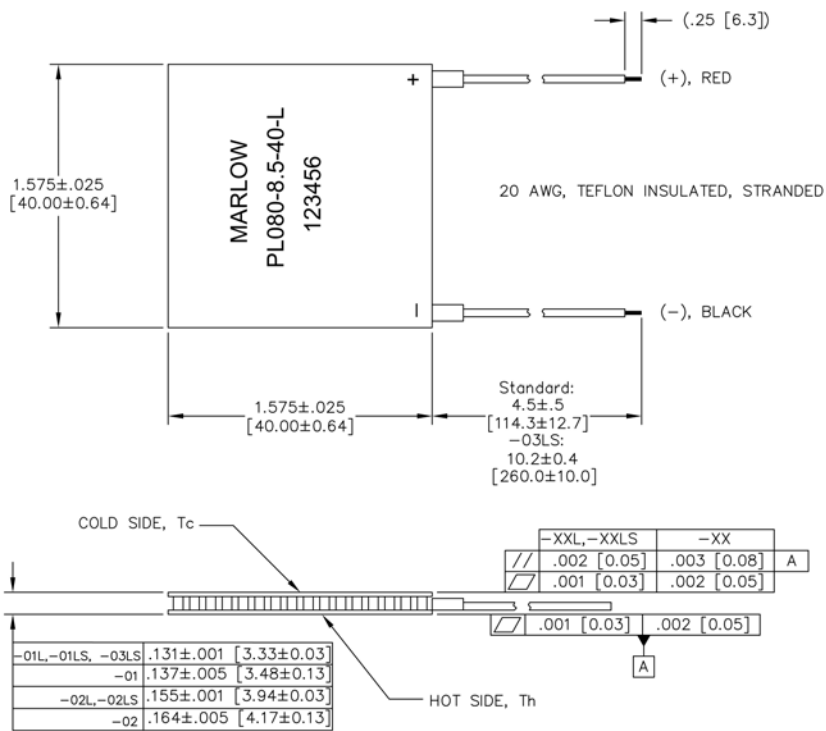 (.25 [6.3])
+
(+), RED
MARLOW
PL080-8.5-40-L
123456
1.575±.025
[40.00±0.64]
20 AWG, TEFLON INSULATED, STRANDED
–
(–), BLACK
1.575±.025
[40.00±0.64]
Standard:
4.5±.5
[114.3±12.7]
-03LS:
10.2±0.4
[260.0±10.0]
COLD SIDE, Tc
-XXL,-XXLS -XX
// .002 [0.05] .003 [0.08] A
⏥ .001 [0.03] .002 [0.05]
⏥ .001 [0.03] .002 [0.05]
A
-01L,-01LS, -03LS .131±.001 [3.33±0.03]
-01 .137±.005 [3.48±0.13]
-02L,-02LS .155±.001 [3.94±0.03]
-02 .164±.005 [4.17±0.13]
HOT SIDE, Th